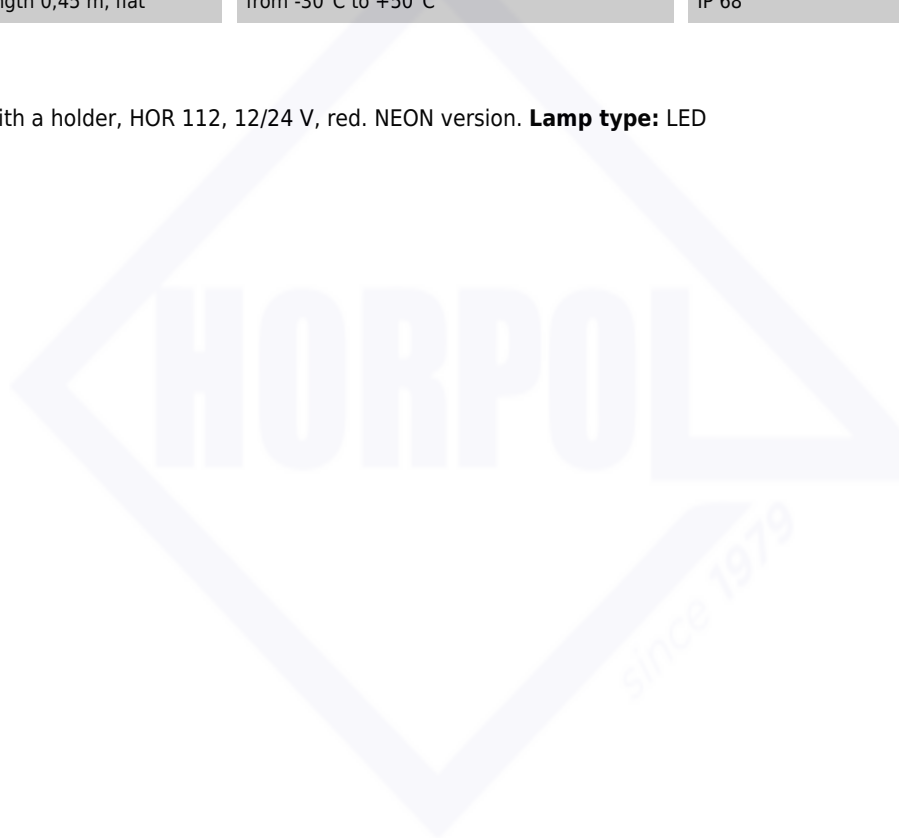 ngth 0,45 m, flat from -30°C to +50°C IP 68
ith a holder, HOR 112, 12/24 V, red. NEON version. Lamp type: LED
HORPOL
since 1979